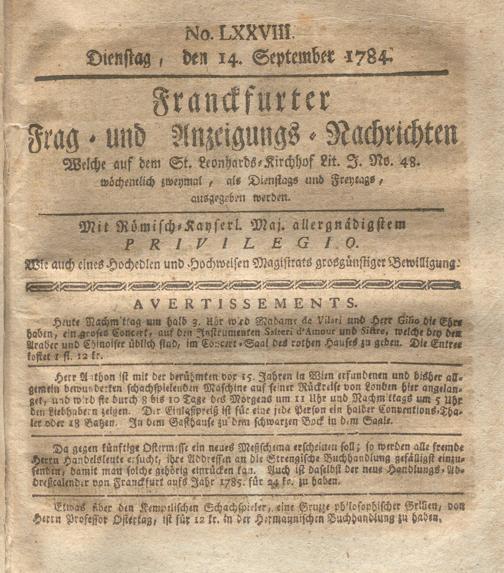 No. LXXVIII.
Dienstag, den 14. September 1784.
Franckfurter
Frag- und Anzeigungs-Nachrichten
Welche auf dem St. Leonhards-Kirchhof Lit. J. No. 48.
wöchentlich zweymal, als Dienstags und Freytags,
ausgegeben werden.
Mit Römisch-Kayserl. Maj. allergnädigstem
PRIVILEGIO.
Wie auch eines Hochedlen und Hochweisen Magistrats grosgünstiger Bewilligung.
AVERTISSEMENTS.
Heute Nachmittag um halb 3. Uhr wird Madame de Vileri und Herr Gilio die Ehre
haben, ein groses Concert, auf den Instrumenten Salteri d'Amour und Sistre, welche bey den
Araber und Chinoiser üblich sind, im Concert-Saal des rothen Hauses zu geben. Die Entree
kostet 1 fl. 12 kr.
Herr Anthon ist mit der berühmten vor 15. Jahren in Wien erfundenen und bisher all-
gemein bewunderten schachspielenden Maschine auf seiner Rückreise von Londen hier angelan-
get, und wird sie durch 8 bis 10 Tage des Morgens um 11 Uhr und Nachmittags um 5 Uhr
den Liebhabern zeigen. Der Einlaßpreiß ist für eine jede Person ein halber Conventions-Tha-
ler oder 18 Batzen. In dem Gasthause zu dem schwarzen Bock in dem Saale.
Da gegen künftige Ostermesse ein neues Meßschema erscheinen soll; so werden alle fremde
Herrn Handelsleute ersucht, ihre Addressen an die Strengische Buchhandlung gefälligst einzu-
senden, damit man solche gehörig einrücken kan. Auch ist daselbst der neue Handlungs-Ad-
dreßcalender von Franckfurt aufs Jahr 1785. für 24 kr. zu haben.
Etwas über den Kempelischen Schachspieler, eine Gruppe philosophischer Grillen, von
Herrn Professor Ostertag, ist für 12 kr. in der Hermannischen Buchhandlung zu haben.